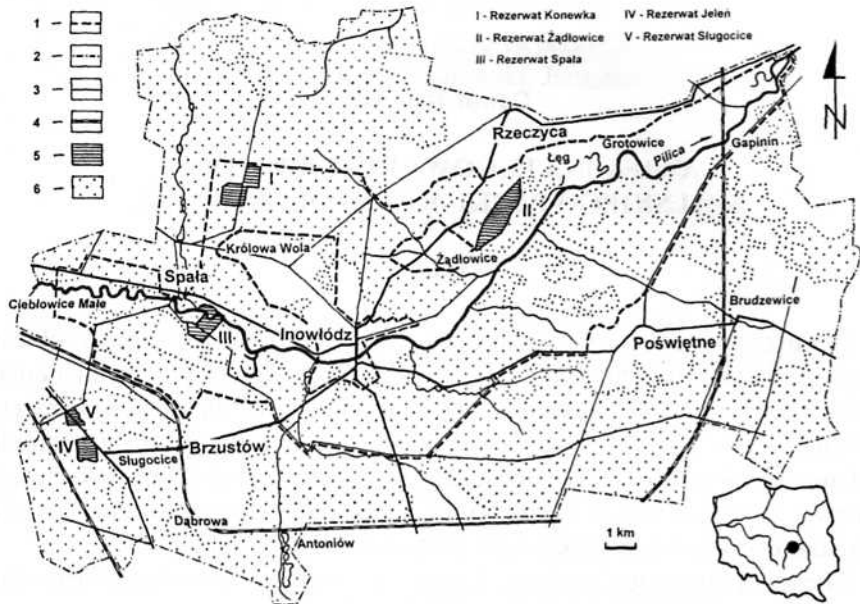 1 -
2 -
3 -
4 -
5 -
6 -
I - Rezerwat Konewka
II - Rezerwat Żądłowice
III - Rezerwat Spała
IV - Rezerwat Jeleń
V - Rezerwat Sługocice
N
Rzeczyca
Grotowice
Łęg
Pilica
Gapinin
I
II
Królowa Wola
Żądłowice
Spała
Ciebłowice Małe
III
Inowłódz
Brudzewice
Poświętne
V
IV
Sługocice
Brzustów
Dąbrowa
Antoniów
1 km